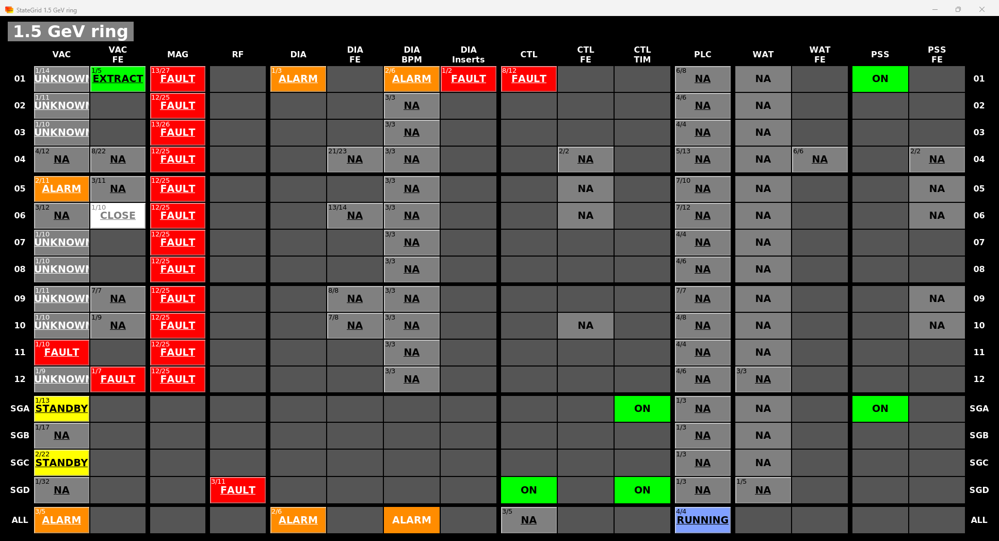 StateGrid 1.5 GeV ring
1.5 GeV ring
VAC VAC FE MAG RF DIA DIA FE DIA BPM DIA Inserts CTL CTL FE CTL TIM PLC WAT WAT FE PSS PSS FE
01 1/14 UNKNOWN 1/5 EXTRACT 13/27 FAULT 1/3 ALARM 2/6 ALARM 1/2 FAULT 8/12 FAULT 6/8 NA NA ON 01
02 1/11 UNKNOWN 12/25 FAULT 3/3 NA 4/6 NA NA 02
03 1/10 UNKNOWN 13/26 FAULT 3/3 NA 4/4 NA NA 03
04 4/12 NA 8/22 NA 12/25 FAULT 21/23 NA 3/3 NA 2/2 NA 5/13 NA NA 6/6 NA 2/2 NA 04
05 2/11 ALARM 3/11 NA 12/25 FAULT 3/3 NA NA 7/10 NA NA NA 05
06 3/12 NA 1/10 CLOSE 12/25 FAULT 13/14 NA 3/3 NA NA 7/12 NA NA NA 06
07 1/10 UNKNOWN 12/25 FAULT 3/3 NA 4/4 NA NA 07
08 1/10 UNKNOWN 12/25 FAULT 3/3 NA 4/6 NA NA 08
09 1/11 UNKNOWN 7/7 NA 12/25 FAULT 8/8 NA 3/3 NA 7/7 NA NA NA 09
10 1/10 UNKNOWN 1/9 NA 12/25 FAULT 7/8 NA 3/3 NA NA 4/8 NA NA NA 10
11 1/10 FAULT 12/25 FAULT 3/3 NA 4/4 NA NA 11
12 1/9 UNKNOWN 1/7 FAULT 12/25 FAULT 3/3 NA 4/6 NA 3/3 NA 12
SGA 1/13 STANDBY ON 1/3 NA NA ON SGA
SGB 1/17 NA 1/3 NA NA SGB
SGC 2/22 STANDBY 1/3 NA NA SGC
SGD 1/32 NA 3/11 FAULT ON ON 1/3 NA 1/5 NA SGD
ALL 3/5 ALARM 2/6 ALARM ALARM 3/5 NA 4/4 RUNNING ALL